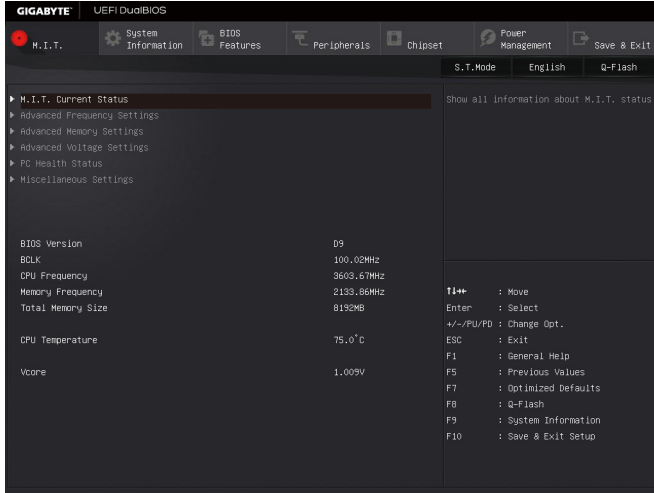 GIGABYTE™ UEFI DualBIOS
M.I.T.
System Information
BIOS Features
Peripherals
Chipset
Power Management
Save & Exit
S.T.Mode English Q-Flash
M.I.T. Current Status
Advanced Frequency Settings
Advanced Memory Settings
Advanced Voltage Settings
PC Health Status
Miscellaneous Settings
Show all information about M.I.T. status
BIOS Version D9
BCLK 100.02MHz
CPU Frequency 3603.67MHz
Memory Frequency 2133.86MHz
Total Memory Size 8192MB
CPU Temperature 75.0°C
Vcore 1.009V
↑↓→← : Move
Enter : Select
+/-/PU/PD : Change Opt.
ESC : Exit
F1 : General Help
F5 : Previous Values
F7 : Optimized Defaults
F8 : Q-Flash
F9 : System Information
F10 : Save & Exit Setup